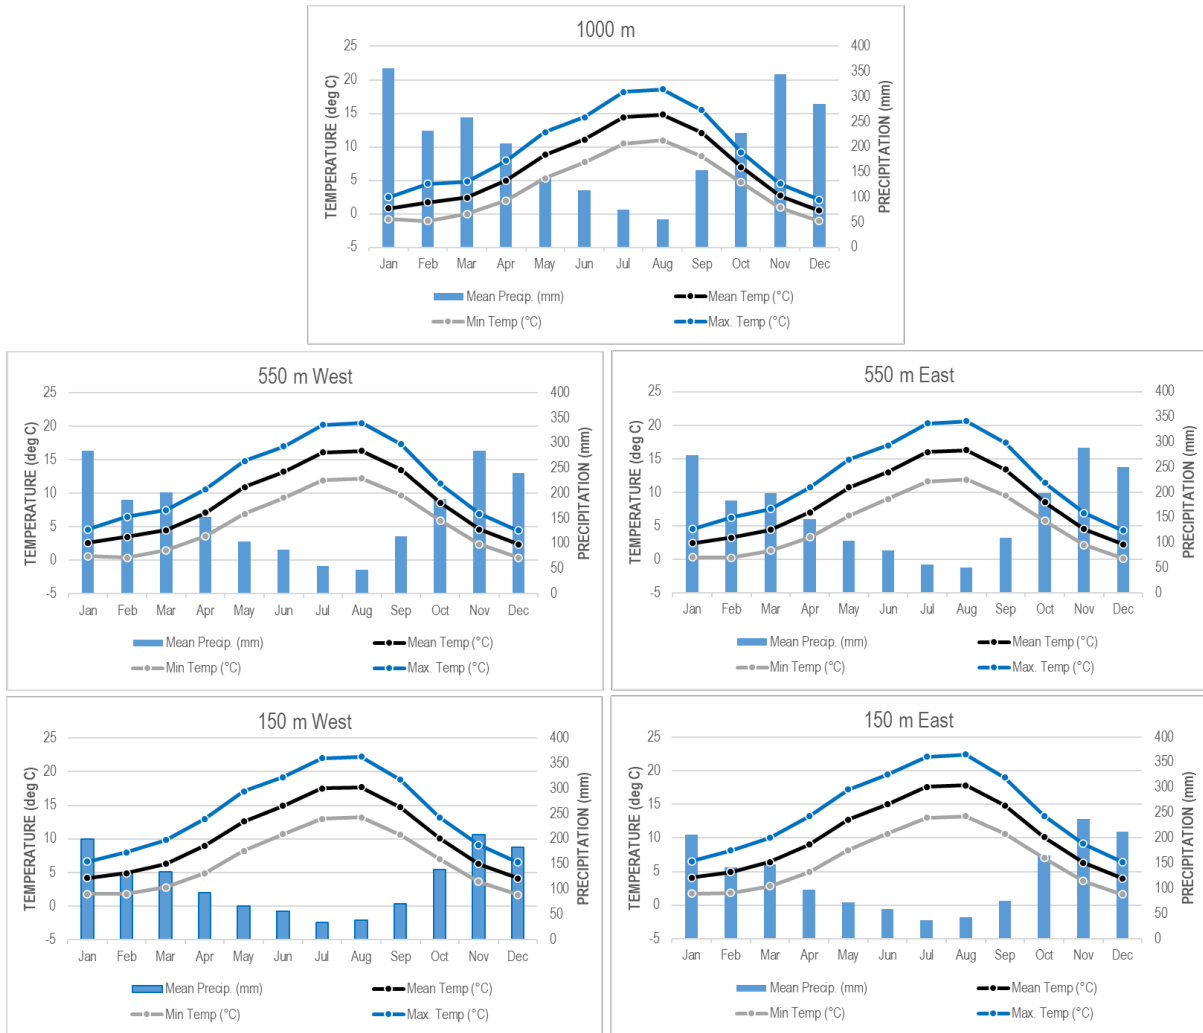 1000 m
TEMPERATURE (deg C)
25
20
15
10
5
0
-5
400
350
300
250
200
150
100
50
0
PRECIPITATION (mm)
Jan Feb Mar Apr May Jun Jul Aug Sep Oct Nov Dec
Mean Precip. (mm) Mean Temp (°C)
Min Temp (°C) Max. Temp (°C)
550 m West
TEMPERATURE (deg C)
25
20
15
10
5
0
-5
400
350
300
250
200
150
100
50
0
PRECIPITATION (mm)
Jan Feb Mar Apr May Jun Jul Aug Sep Oct Nov Dec
Mean Precip. (mm) Mean Temp (°C)
Min Temp (°C) Max. Temp (°C)
550 m East
TEMPERATURE (deg C)
25
20
15
10
5
0
-5
400
350
300
250
200
150
100
50
0
PRECIPITATION (mm)
Jan Feb Mar Apr May Jun Jul Aug Sep Oct Nov Dec
Mean Precip. (mm) Mean Temp (°C)
Min Temp (°C) Max. Temp (°C)
150 m West
TEMPERATURE (deg C)
25
20
15
10
5
0
-5
400
350
300
250
200
150
100
50
0
PRECIPITATION (mm)
Jan Feb Mar Apr May Jun Jul Aug Sep Oct Nov Dec
Mean Precip. (mm) Mean Temp (°C)
Min Temp (°C) Max. Temp (°C)
150 m East
TEMPERATURE (deg C)
25
20
15
10
5
0
-5
400
350
300
250
200
150
100
50
0
PRECIPITATION (mm)
Jan Feb Mar Apr May Jun Jul Aug Sep Oct Nov Dec
Mean Precip. (mm) Mean Temp (°C)
Min Temp (°C) Max. Temp (°C)